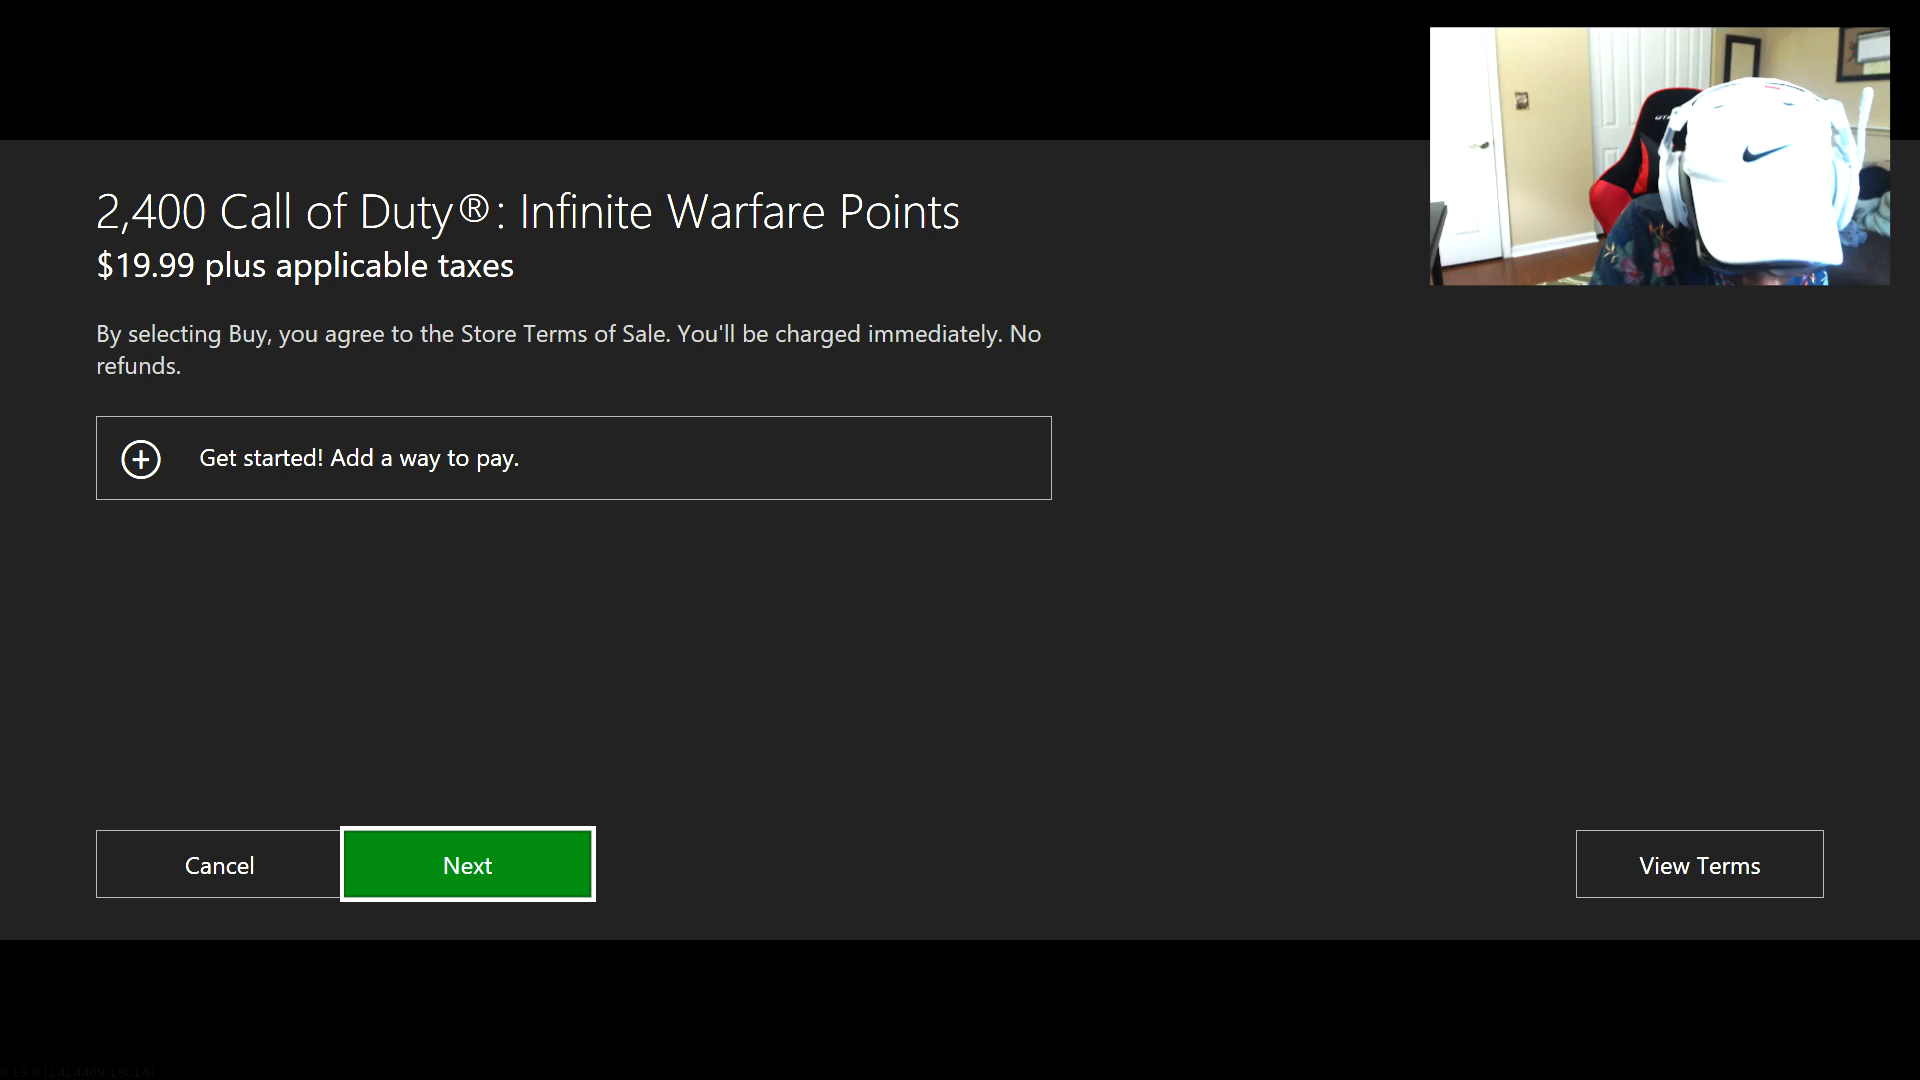 2,400 Call of Duty®: Infinite Warfare Points
$19.99 plus applicable taxes
By selecting Buy, you agree to the Store Terms of Sale. You'll be charged immediately. No
refunds.
Get started! Add a way to pay.
Cancel
Next
View Terms